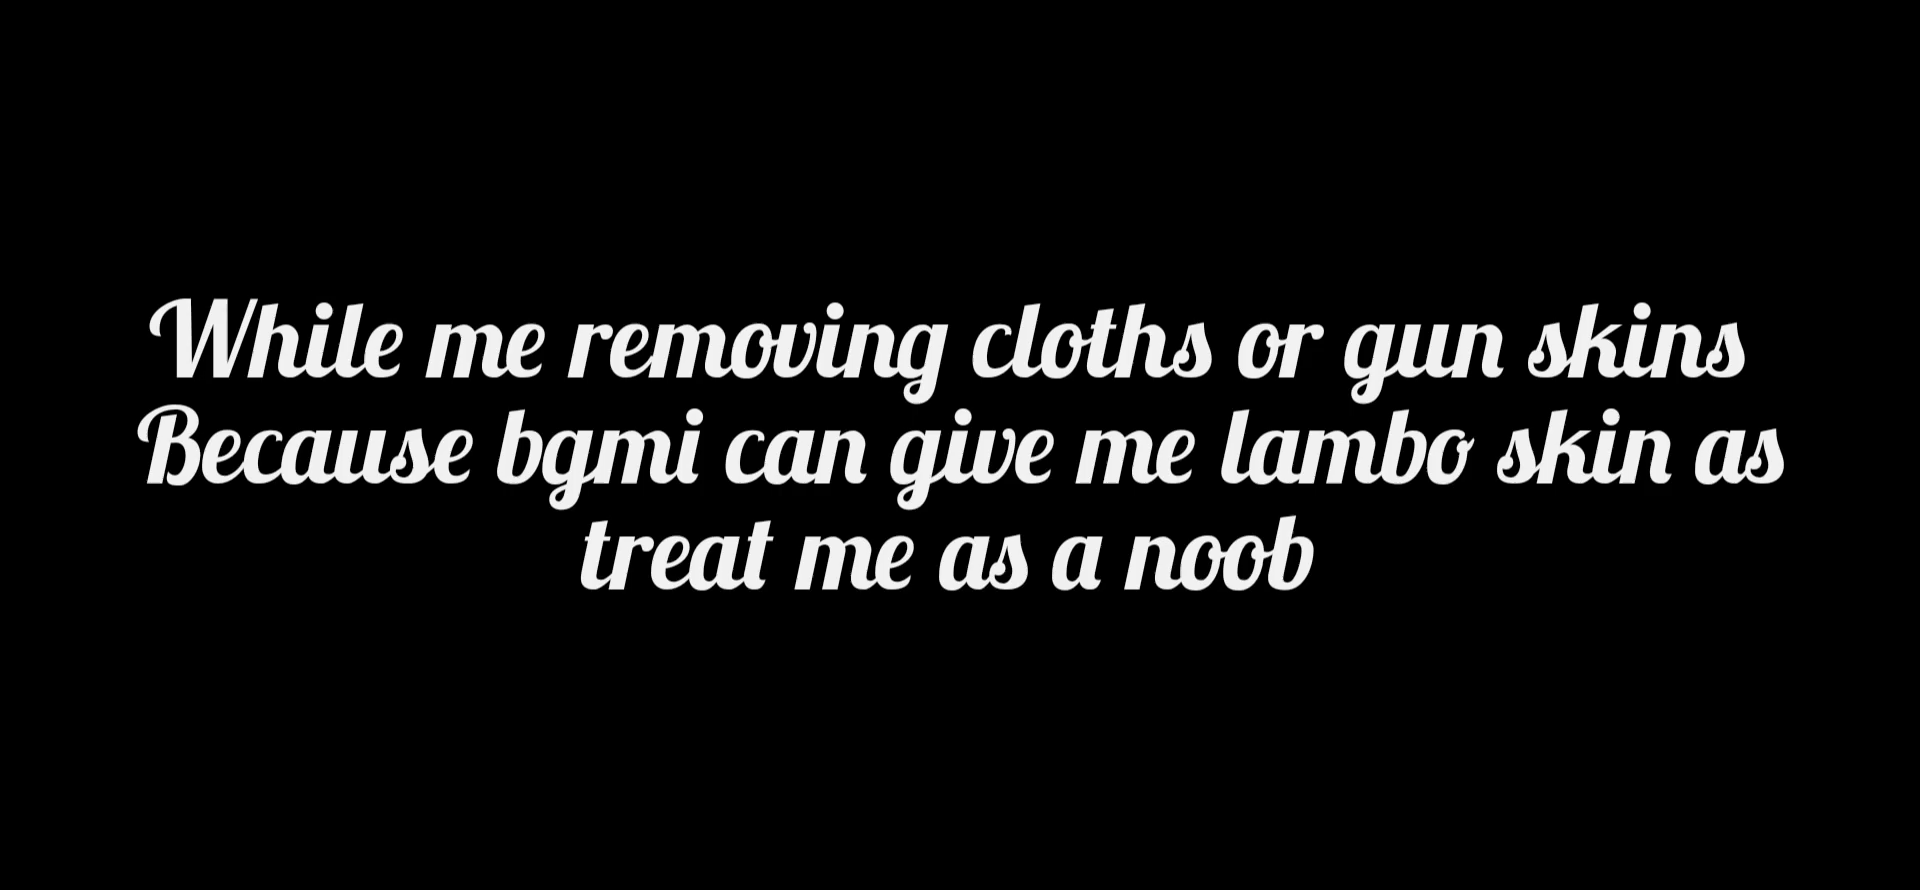 While me removing cloths or gun skins
Because bgmi can give me lambo skin as
treat me as a noob